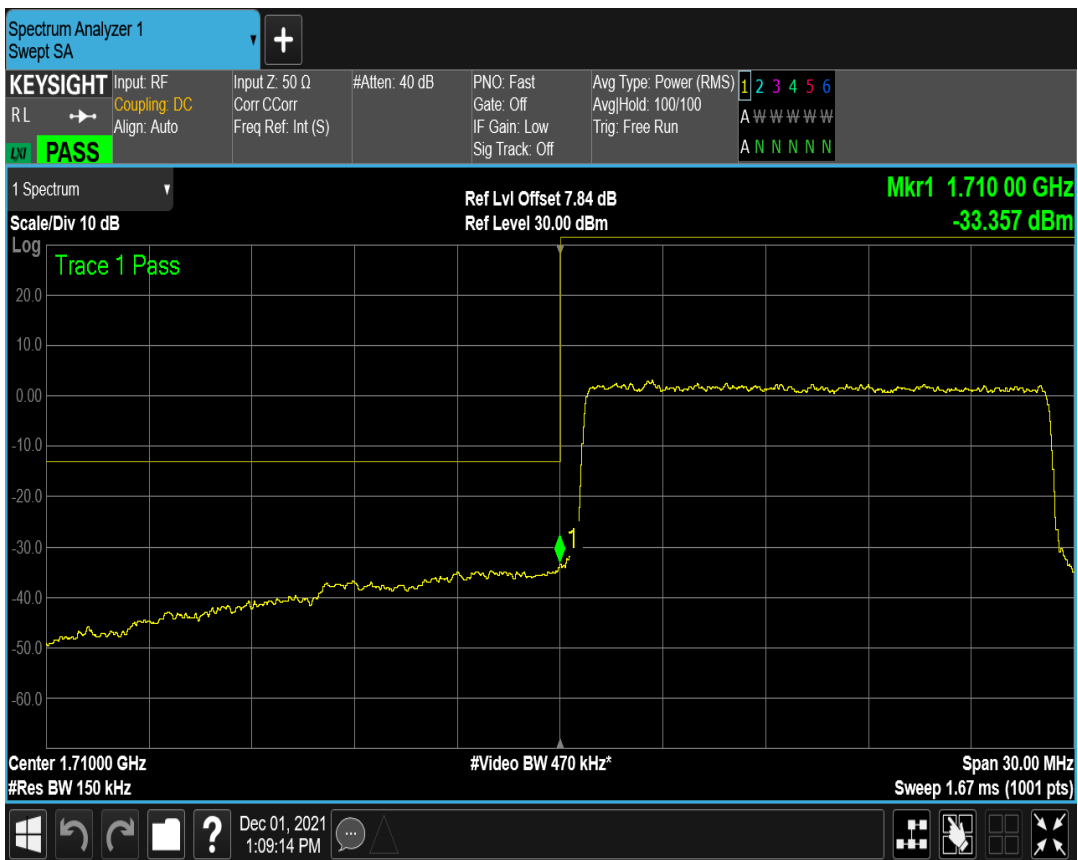 Spectrum Analyzer 1
Swept SA
+
KEYSIGHT
RL
LXI PASS
Input: RF
Coupling: DC
Align: Auto
Input Z: 50 Ω
Corr CCorr
Freq Ref: Int (S)
#Atten: 40 dB
PNO: Fast
Gate: Off
IF Gain: Low
Sig Track: Off
Avg Type: Power (RMS)
Avg|Hold: 100/100
Trig: Free Run
1 2 3 4 5 6
A W W W W W
A N N N N N
1 Spectrum
Scale/Div 10 dB
Ref Lvl Offset 7.84 dB
Ref Level 30.00 dBm
Mkr1 1.710 00 GHz
-33.357 dBm
Log
Trace 1 Pass
20.0
10.0
0.00
-10.0
-20.0
-30.0
-40.0
-50.0
-60.0
1
Center 1.71000 GHz
#Res BW 150 kHz
#Video BW 470 kHz*
Span 30.00 MHz
Sweep 1.67 ms (1001 pts)
?
Dec 01, 2021
1:09:14 PM